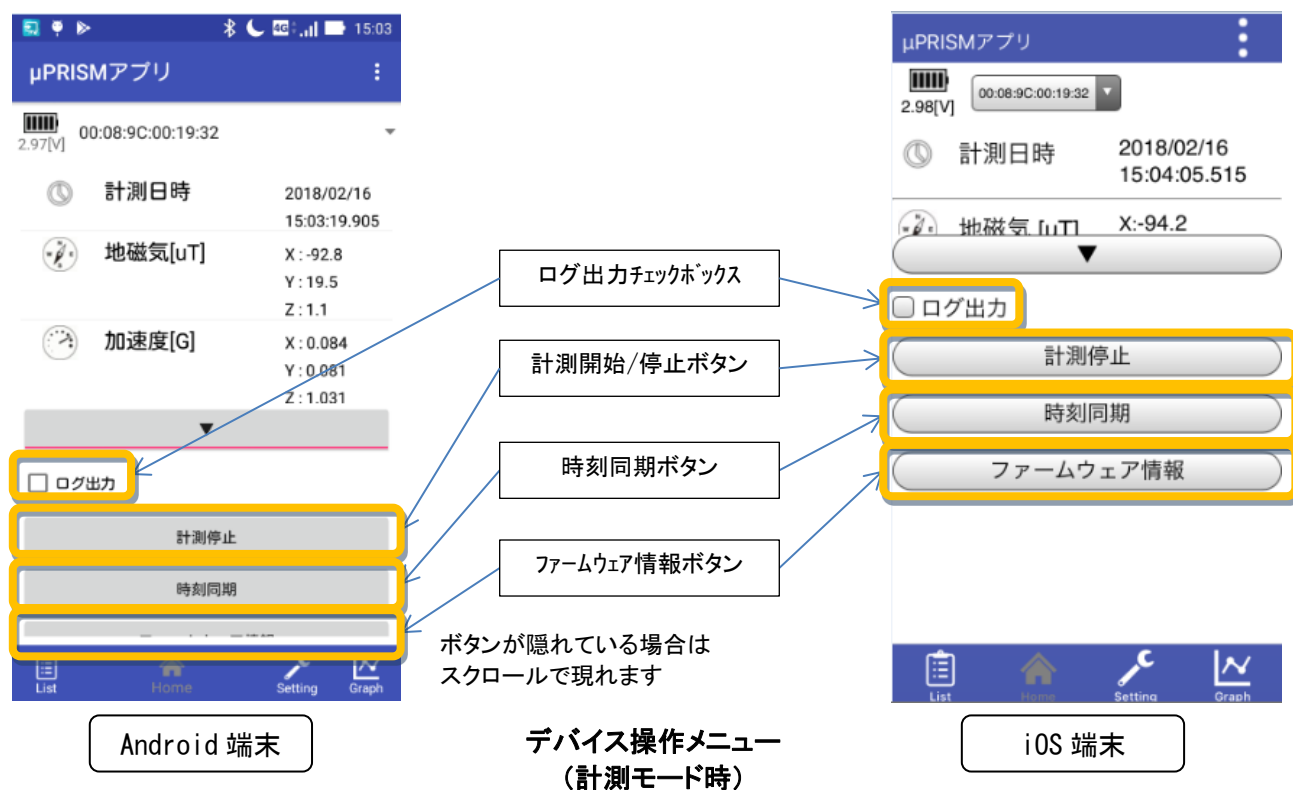 4G 15:03
μPRISMアプリ
2.97[V] 00:08:9C:00:19:32
計測日時 2018/02/16
15:03:19.905
地磁気[uT] X : -92.8
Y : 19.5
Z : 1.1
加速度[G] X : 0.084
Y : 0.081
Z : 1.031
▼
ログ出力
計測停止
時刻同期
List Home Setting Graph
Android 端末
ログ出力ﾁｪｯｸﾎﾞｯｸｽ
計測開始/停止ボタン
時刻同期ボタン
ﾌｧｰﾑｳｪｱ情報ボタン
ボタンが隠れている場合は
スクロールで現れます
デバイス操作メニュー
（計測モード時）
μPRISMアプリ
2.98[V] 00:08:9C:00:19:32
計測日時 2018/02/16
15:04:05.515
地磁気 [uT] X:-94.2
▼
ログ出力
計測停止
時刻同期
ファームウェア情報
List Home Setting Graph
iOS 端末